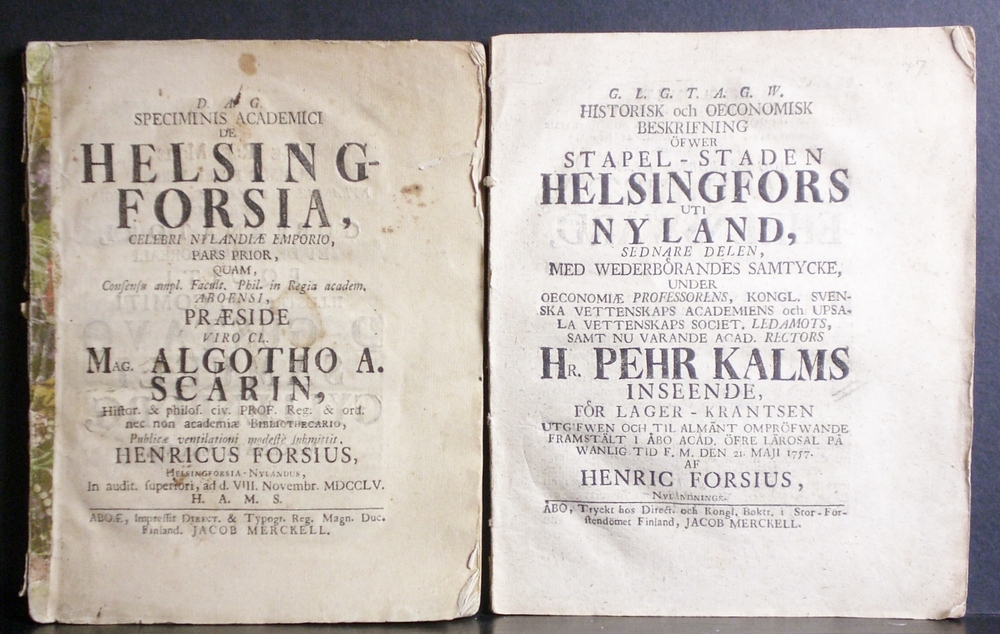 D. A. G.
SPECIMINIS ACADEMICI
DE
HELSING-
FORSIA,
CELEBRI NYLANDIÆ EMPORIO,
PARS PRIOR,
QUAM,
Consensu ampl. Facult. Phil. in Regia academ.
ABOENSI,
PRÆSIDE
VIRO CL.
MAG. ALGOTHO A.
SCARIN,
Histor. & philos. civ. PROF. Reg. & ord.
nec non academiæ BIBLIOTHECARIO,
Publicæ ventilationi modeste submittit,
HENRICUS FORSIUS,
HELSINGFORSIA-NYLANDUS,
In audit. superiori, ad d. VIII. Novembr. MDCCLV.
H. A. M. S.
ABOÆ, Impressit DIRECT. & Typogr. Reg. Magn. Duc.
Finland. JACOB MERCKELL.
G. L. G. T. A. G. W.
HISTORISK och OECONOMISK
BESKRIFNING
ÖFWER
STAPEL-STADEN
HELSINGFORS
UTI
NYLAND,
SEDNARE DELEN,
MED WEDERBÖRANDES SAMTYCKE,
UNDER
OECONOMIÆ PROFESSORENS, KONGL. SVEN-
SKA VETTENSKAPS ACADEMIENS och UPSA-
LA VETTENSKAPS SOCIET. LEDAMOTS,
SAMT NU VARANDE ACAD. RECTORS
HR. PEHR KALMS
INSEENDE,
FÖR LAGER-KRANTSEN
UTGIFWEN OCH TIL ALMÄNT OMPRÖFWANDE
FRAMSTÄLT I ÅBO ACAD. ÖFRE LÄROSAL PÅ
WANLIG TID F. M. DEN 21. MAJI 1757.
AF
HENRIC FORSIUS,
NYLÄNDNINGE.
ÅBO, Tryckt hos Direct. och Kongl. Boktr. i Stor-För-
stendömet Finland, JACOB MERCKELL.